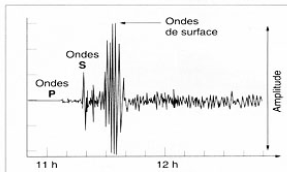 Ondes
de surface
Ondes
S
Ondes
P
Amplitude
11 h
12 h